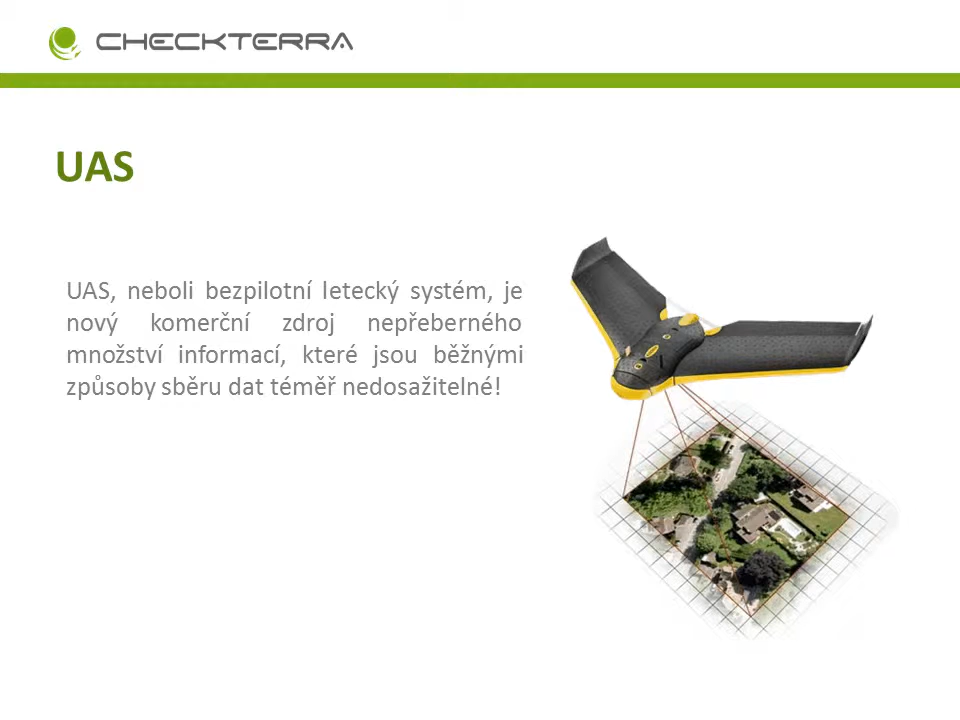 CHECKTERRA
UAS
UAS, neboli bezpilotní letecký systém, je
nový komerční zdroj nepřeberného
množství informací, které jsou běžnými
způsoby sběru dat téměř nedosažitelné!